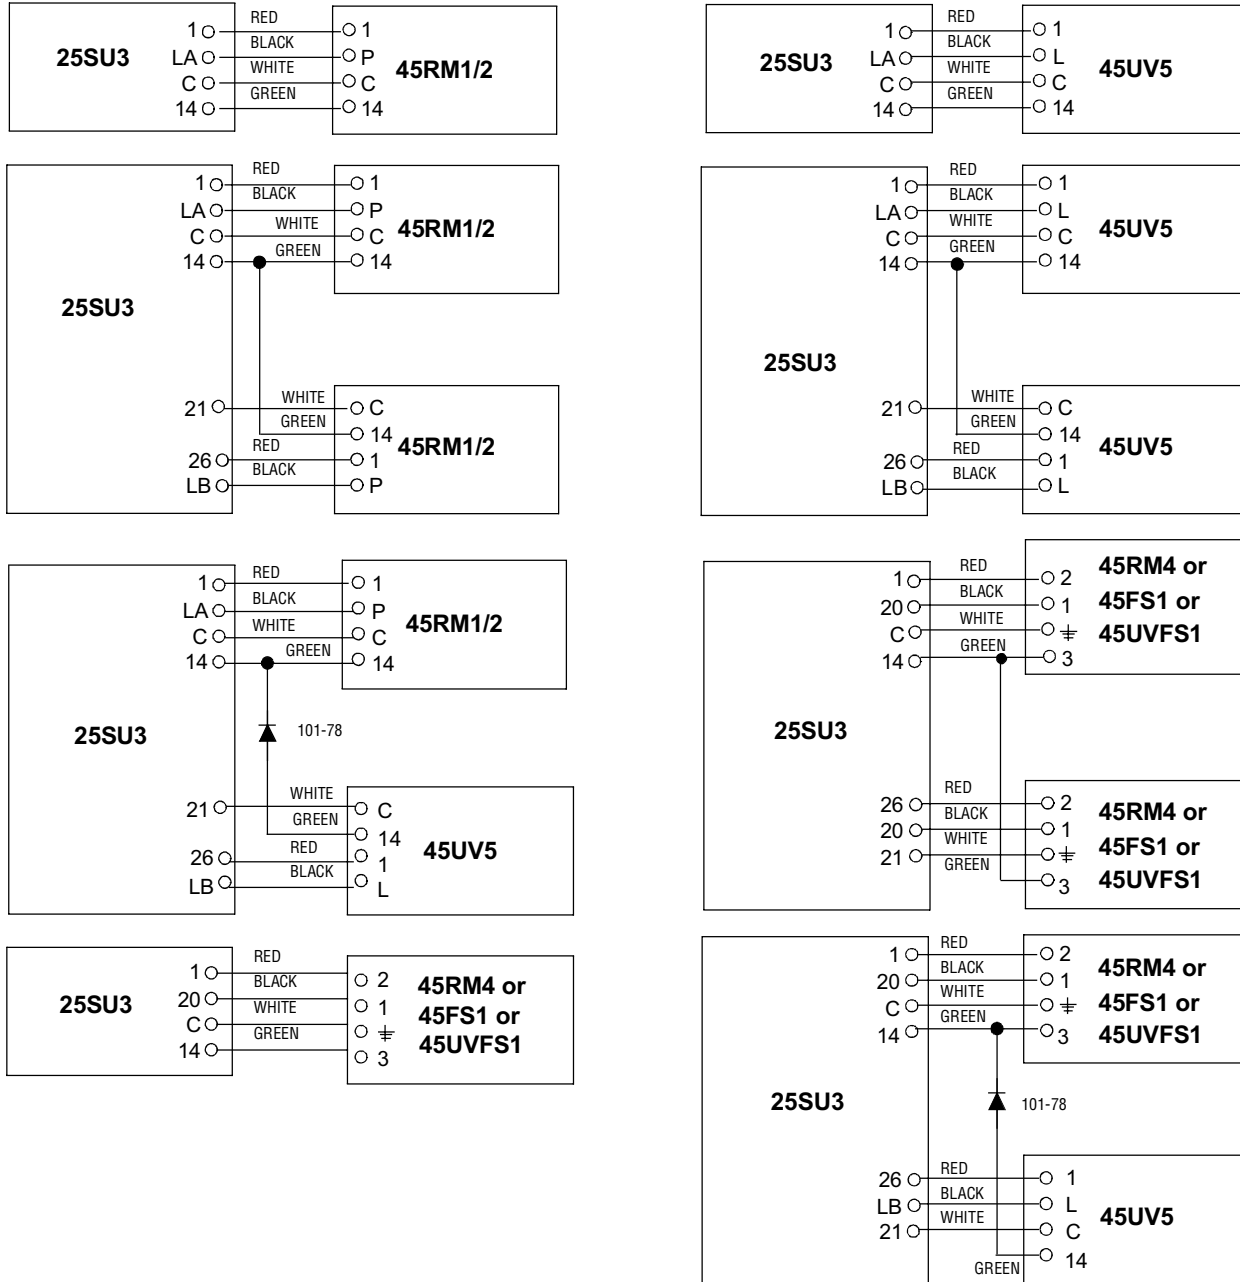 1 RED 1
LA BLACK P
C WHITE C
14 GREEN 14
25SU3
45RM1/2
1 RED 1
LA BLACK L
C WHITE C
14 GREEN 14
25SU3
45UV5
1 RED 1
LA BLACK P
C WHITE C
14 GREEN 14
45RM1/2
25SU3
21 WHITE C
GREEN 14
26 RED 1
LB BLACK P
45RM1/2
1 RED 1
LA BLACK L
C WHITE C
14 GREEN 14
45UV5
25SU3
21 WHITE C
GREEN 14
26 RED 1
LB BLACK L
45UV5
1 RED 1
LA BLACK P
C WHITE C
14 GREEN 14
45RM1/2
25SU3
101-78
21 WHITE C
GREEN 14
26 RED 1
LB BLACK L
45UV5
1 RED 2
20 BLACK 1
C WHITE
14 GREEN 3
45RM4 or
45FS1 or
45UVFS1
25SU3
26 RED 2
20 BLACK 1
21 WHITE
GREEN 3
45RM4 or
45FS1 or
45UVFS1
1 RED 2
20 BLACK 1
C WHITE
14 GREEN 3
25SU3
45RM4 or
45FS1 or
45UVFS1
1 RED 2
20 BLACK 1
C WHITE
14 GREEN 3
45RM4 or
45FS1 or
45UVFS1
25SU3
101-78
26 RED 1
LB BLACK L
21 WHITE C
GREEN 14
45UV5